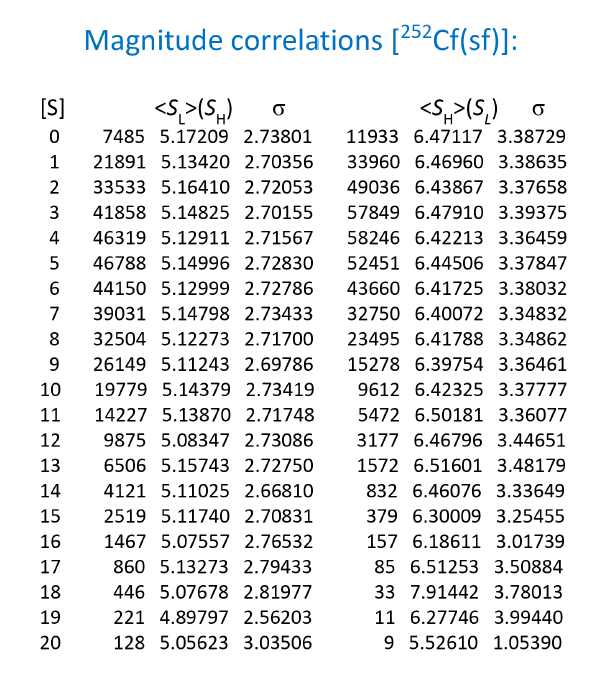 Magnitude correlations [²⁵²Cf(sf)]:
[S] <S_L>(S_H) σ <S_H>(S_L) σ
0 7485 5.17209 2.73801 11933 6.47117 3.38729
1 21891 5.13420 2.70356 33960 6.46960 3.38635
2 33533 5.16410 2.72053 49036 6.43867 3.37658
3 41858 5.14825 2.70155 57849 6.47910 3.39375
4 46319 5.12911 2.71567 58246 6.42213 3.36459
5 46788 5.14996 2.72830 52451 6.44506 3.37847
6 44150 5.12999 2.72786 43660 6.41725 3.38032
7 39031 5.14798 2.73433 32750 6.40072 3.34832
8 32504 5.12273 2.71700 23495 6.41788 3.34862
9 26149 5.11243 2.69786 15278 6.39754 3.36461
10 19779 5.14379 2.73419 9612 6.42325 3.37777
11 14227 5.13870 2.71748 5472 6.50181 3.36077
12 9875 5.08347 2.73086 3177 6.46796 3.44651
13 6506 5.15743 2.72750 1572 6.51601 3.48179
14 4121 5.11025 2.66810 832 6.46076 3.33649
15 2519 5.11740 2.70831 379 6.30009 3.25455
16 1467 5.07557 2.76532 157 6.18611 3.01739
17 860 5.13273 2.79433 85 6.51253 3.50884
18 446 5.07678 2.81977 33 7.91442 3.78013
19 221 4.89797 2.56203 11 6.27746 3.99440
20 128 5.05623 3.03506 9 5.52610 1.05390